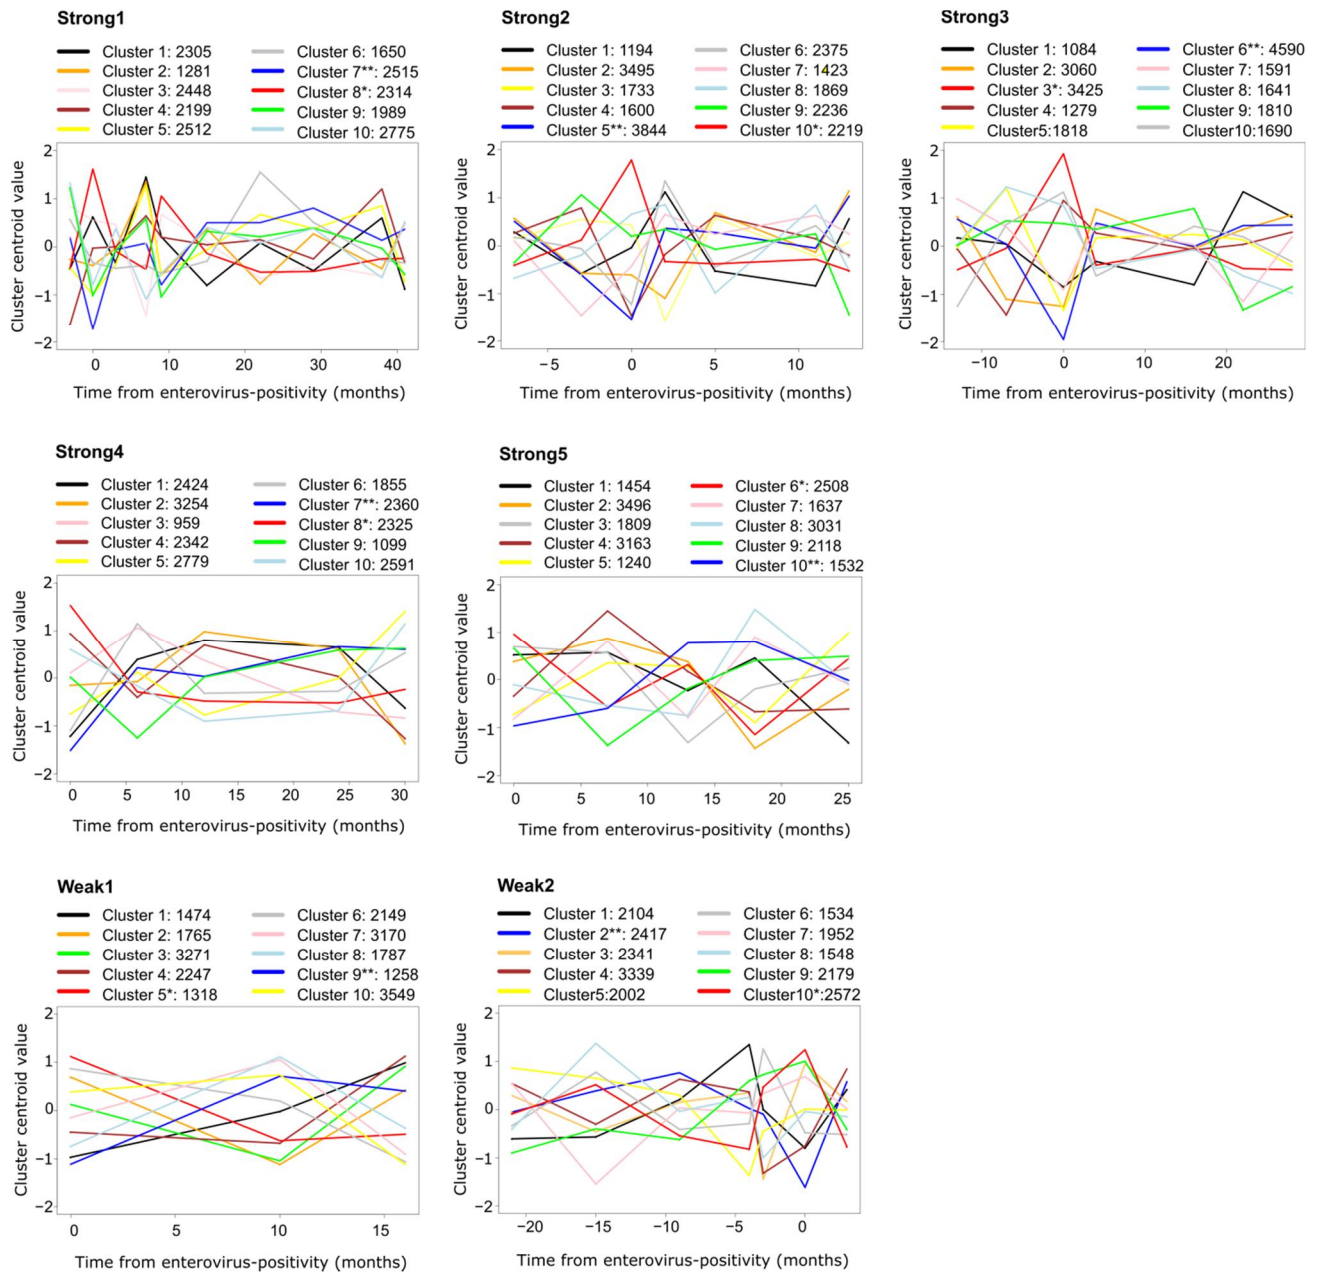 Strong1
Cluster 1: 2305
Cluster 2: 1281
Cluster 3: 2448
Cluster 4: 2199
Cluster 5: 2512
Cluster 6: 1650
Cluster 7**: 2515
Cluster 8*: 2314
Cluster 9: 1989
Cluster 10: 2775
Cluster centroid value
2
1
0
−1
−2
0 10 20 30 40
Time from enterovirus-positivity (months)
Strong2
Cluster 1: 1194
Cluster 2: 3495
Cluster 3: 1733
Cluster 4: 1600
Cluster 5**: 3844
Cluster 6: 2375
Cluster 7: 1423
Cluster 8: 1869
Cluster 9: 2236
Cluster 10*: 2219
Cluster centroid value
2
1
0
−1
−2
−5 0 5 10
Time from enterovirus-positivity (months)
Strong3
Cluster 1: 1084
Cluster 2: 3060
Cluster 3*: 3425
Cluster 4: 1279
Cluster5:1818
Cluster 6**: 4590
Cluster 7: 1591
Cluster 8: 1641
Cluster 9: 1810
Cluster10:1690
Cluster centroid value
2
1
0
−1
−2
−10 0 10 20
Time from enterovirus-positivity (months)
Strong4
Cluster 1: 2424
Cluster 2: 3254
Cluster 3: 959
Cluster 4: 2342
Cluster 5: 2779
Cluster 6: 1855
Cluster 7**: 2360
Cluster 8*: 2325
Cluster 9: 1099
Cluster 10: 2591
Cluster centroid value
2
1
0
−1
−2
0 5 10 15 20 25 30
Time from enterovirus-positivity (months)
Strong5
Cluster 1: 1454
Cluster 2: 3496
Cluster 3: 1809
Cluster 4: 3163
Cluster 5: 1240
Cluster 6*: 2508
Cluster 7: 1637
Cluster 8: 3031
Cluster 9: 2118
Cluster 10**: 1532
Cluster centroid value
2
1
0
−1
−2
0 5 10 15 20 25
Time from enterovirus-positivity (months)
Weak1
Cluster 1: 1474
Cluster 2: 1765
Cluster 3: 3271
Cluster 4: 2247
Cluster 5*: 1318
Cluster 6: 2149
Cluster 7: 3170
Cluster 8: 1787
Cluster 9**: 1258
Cluster 10: 3549
Cluster centroid value
2
1
0
−1
−2
0 5 10 15
Time from enterovirus-positivity (months)
Weak2
Cluster 1: 2104
Cluster 2**: 2417
Cluster 3: 2341
Cluster 4: 3339
Cluster5:2002
Cluster 6: 1534
Cluster 7: 1952
Cluster 8: 1548
Cluster 9: 2179
Cluster10*:2572
Cluster centroid value
2
1
0
−1
−2
−20 −15 −10 −5 0
Time from enterovirus-positivity (months)